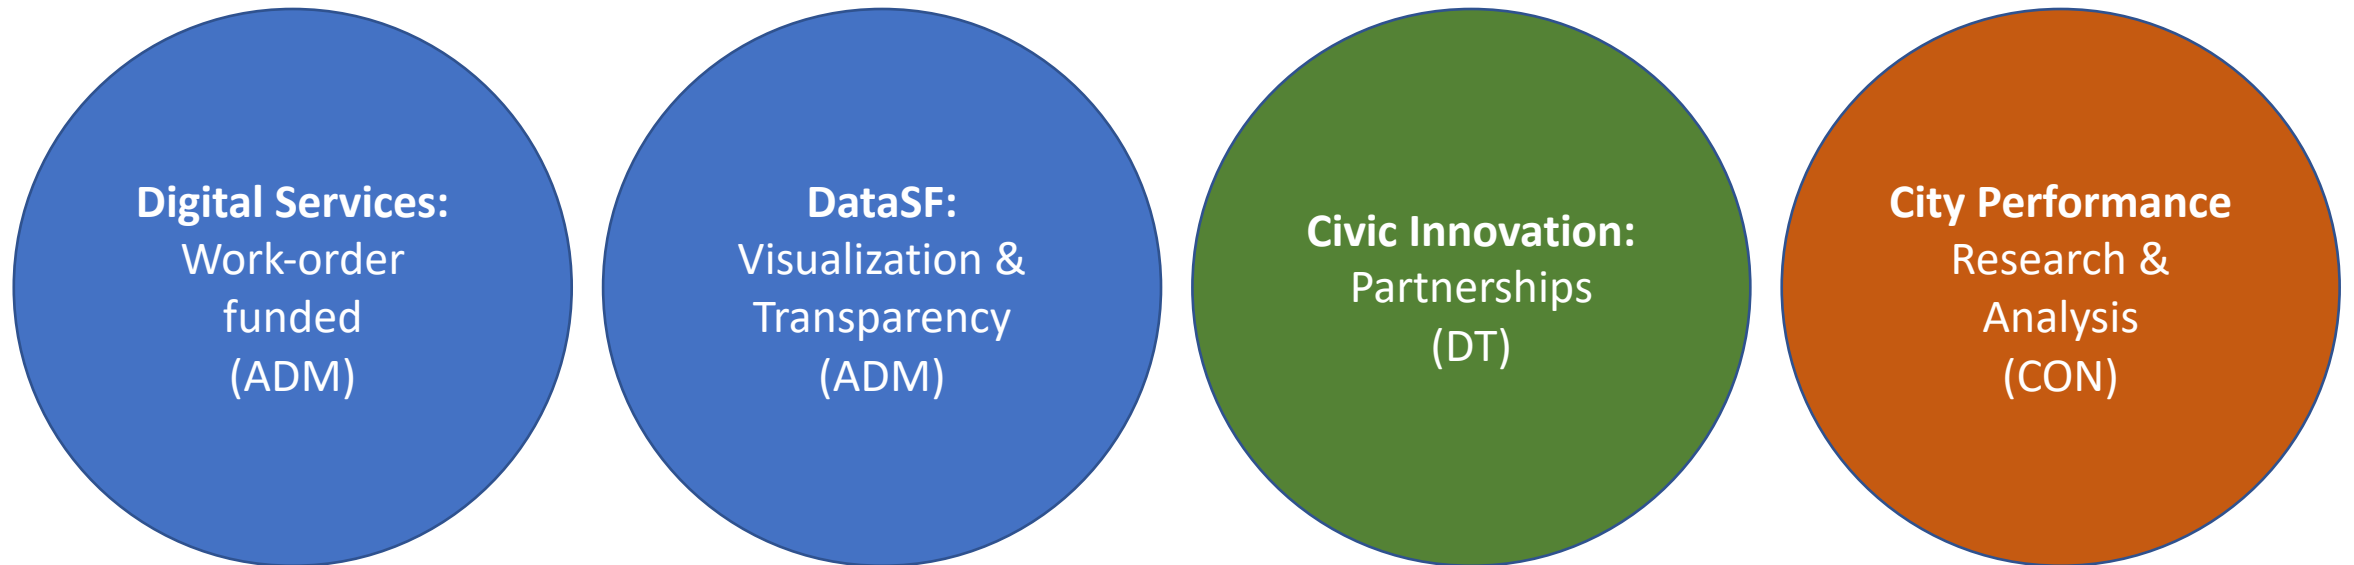 Digital Services:
Work-order
funded
(ADM)
DataSF:
Visualization &
Transparency
(ADM)
Civic Innovation:
Partnerships
(DT)
City Performance
Research &
Analysis
(CON)